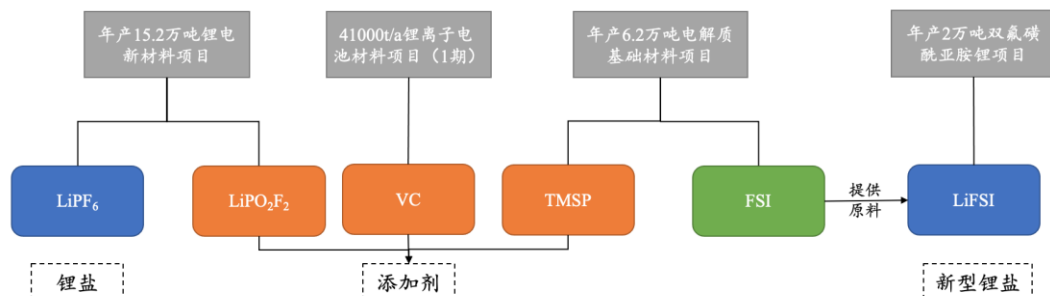 年产15.2万吨锂电
新材料项目
41000t/a锂离子电
池材料项目（1期）
年产6.2万吨电解质
基础材料项目
年产2万吨双氟磺
酰亚胺锂项目
LiPF₆
LiPO₂F₂
VC
TMSP
FSI
提供
原料
LiFSI
锂盐
添加剂
新型锂盐